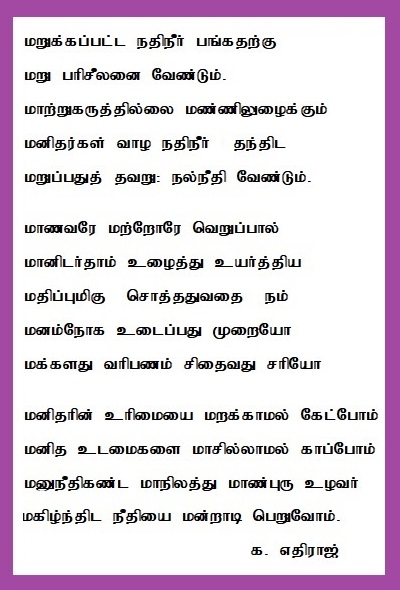 மறுக்கப்பட்ட நதிநீர் பங்கதற்கு
மறு பரிசீலனை வேண்டும்.
மாற்றுகருத்தில்லை மண்ணிலுழைக்கும்
மனிதர்கள் வாழ நதிநீர் தந்திட
மறுப்பதுத் தவறு: நல்நீதி வேண்டும்.
மாணவரே மற்றோரே வெறுப்பால்
மானிடர்தாம் உழைத்து உயர்த்திய
மதிப்புமிகு சொத்ததுவதை நம்
மனம்நோக உடைப்பது முறையோ
மக்களது வரிபணம் சிதைவது சரியோ
மனிதரின் உரிமையை மறக்காமல் கேட்போம்
மனித உடமைகளை மாசில்லாமல் காப்போம்
மனுநீதிகண்ட மாநிலத்து மாண்புரு உழவர்
மகிழ்ந்திட நீதியை மன்றாடி பெறுவோம்.
க. எதிராஜ்